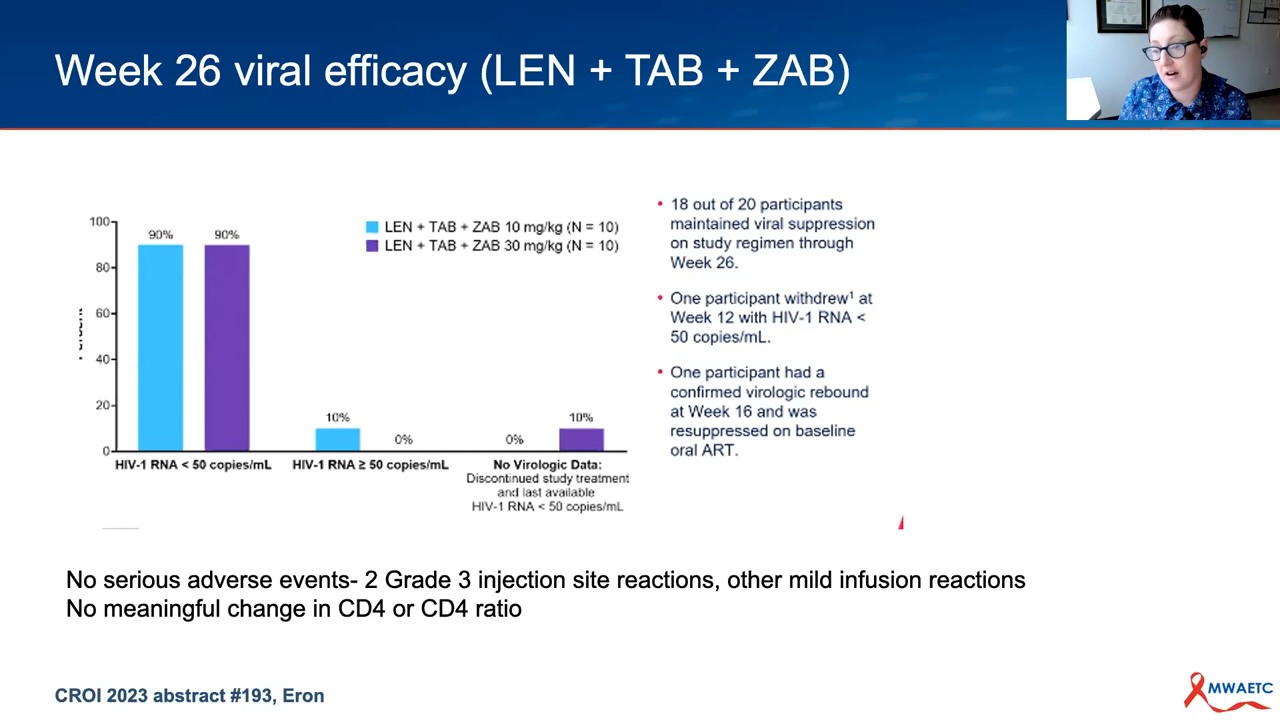 Week 26 viral efficacy (LEN + TAB + ZAB)
100
80
60
40
20
0
90%
90%
10%
0%
0%
10%
LEN + TAB + ZAB 10 mg/kg (N = 10)
LEN + TAB + ZAB 30 mg/kg (N = 10)
HIV-1 RNA < 50 copies/mL
HIV-1 RNA ≥ 50 copies/mL
No Virologic Data:
Discontinued study treatment
and last available
HIV-1 RNA < 50 copies/mL
• 18 out of 20 participants
maintained viral suppression
on study regimen through
Week 26.
• One participant withdrew¹ at
Week 12 with HIV-1 RNA <
50 copies/mL.
• One participant had a
confirmed virologic rebound
at Week 16 and was
resuppressed on baseline
oral ART.
No serious adverse events- 2 Grade 3 injection site reactions, other mild infusion reactions
No meaningful change in CD4 or CD4 ratio
CROI 2023 abstract #193, Eron
MWAETC